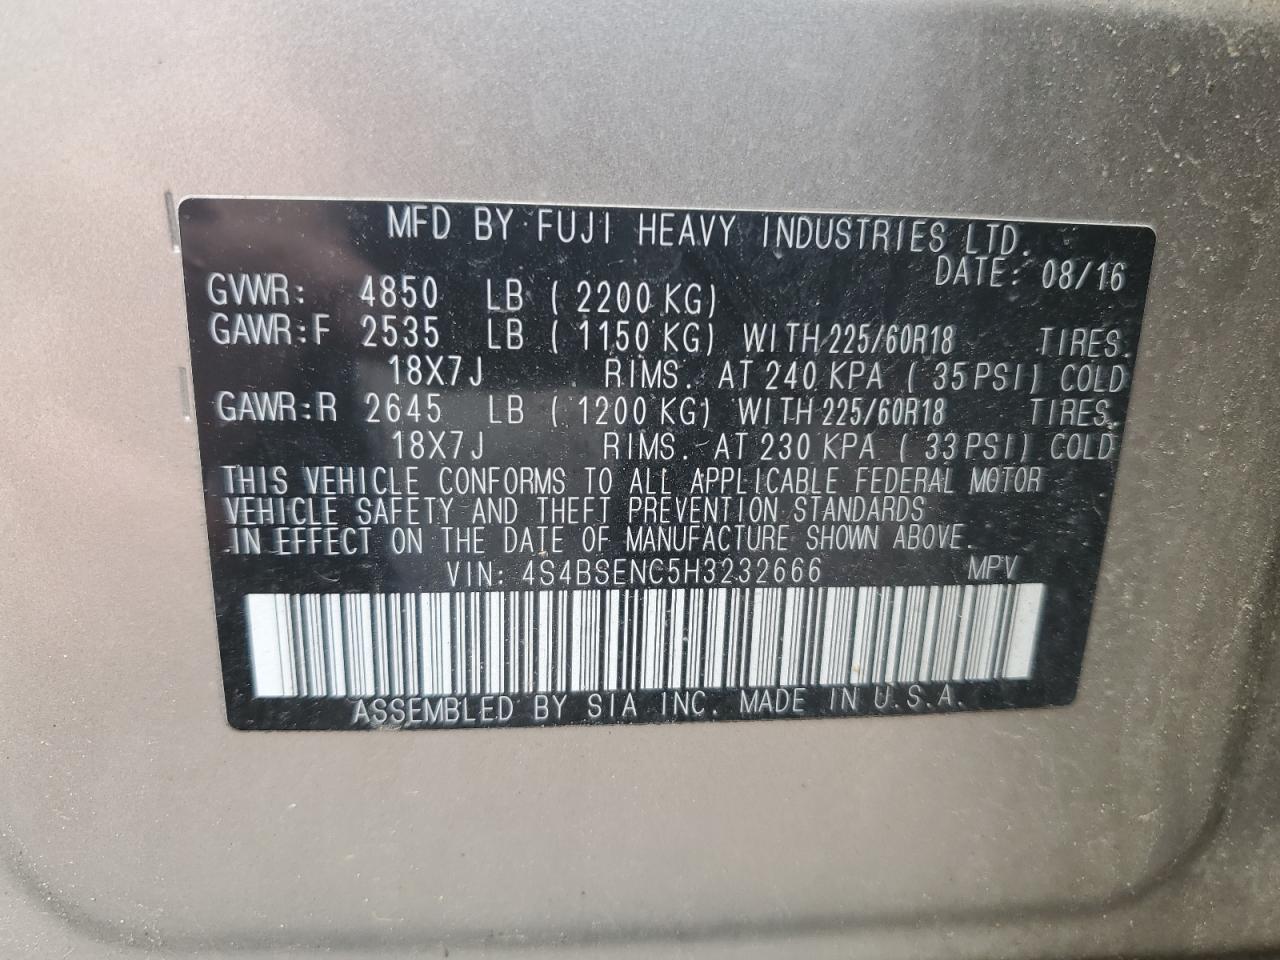 MFD BY FUJI HEAVY INDUSTRIES LTD.
DATE: 08/16
GVWR: 4850 LB ( 2200 KG)
GAWR:F 2535 LB ( 1150 KG) WITH 225/60R18 TIRES.
18X7J RIMS. AT 240 KPA ( 35 PSI) COLD
GAWR:R 2645 LB ( 1200 KG) WITH 225/60R18 TIRES.
18X7J RIMS. AT 230 KPA ( 33 PSI) COLD
THIS VEHICLE CONFORMS TO ALL APPLICABLE FEDERAL MOTOR
VEHICLE SAFETY AND THEFT PREVENTION STANDARDS
IN EFFECT ON THE DATE OF MANUFACTURE SHOWN ABOVE.
VIN: 4S4BSENC5H3232666 MPV
ASSEMBLED BY SIA INC. MADE IN U.S.A.